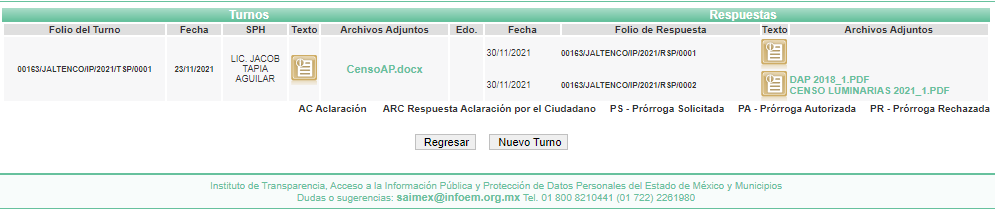 Turnos Respuestas
Folio del Turno Fecha SPH Texto Archivos Adjuntos Edo. Fecha Folio de Respuesta Texto Archivos Adjuntos
00163/JALTENCO/IP/2021/TSP/0001 23/11/2021 LIC. JACOB TAPIA AGUILAR CensoAP.docx
30/11/2021 00163/JALTENCO/IP/2021/RSP/0001
30/11/2021 00163/JALTENCO/IP/2021/RSP/0002 DAP 2018_1.PDF
CENSO LUMINARIAS 2021_1.PDF
AC Aclaración ARC Respuesta Aclaración por el Ciudadano PS - Prórroga Solicitada PA - Prórroga Autorizada PR - Prórroga Rechazada
Regresar Nuevo Turno
Instituto de Transparencia, Acceso a la Información Pública y Protección de Datos Personales del Estado de México y Municipios
Dudas o sugerencias: saimex@infoem.org.mx Tel. 01 800 8210441 (01 722) 2261980